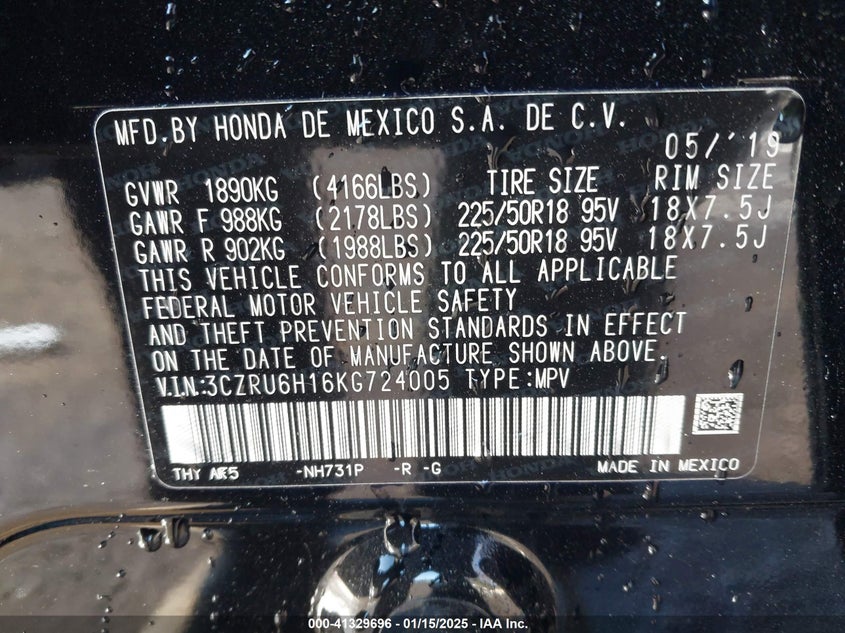 MFD.BY HONDA DE MEXICO S.A. DE C.V.
05/'19
GVWR 1890KG (4166LBS) TIRE SIZE RIM SIZE
GAWR F 988KG (2178LBS) 225/50R18 95V 18X7.5J
GAWR R 902KG (1988LBS) 225/50R18 95V 18X7.5J
THIS VEHICLE CONFORMS TO ALL APPLICABLE
FEDERAL MOTOR VEHICLE SAFETY
AND THEFT PREVENTION STANDARDS IN EFFECT
ON THE DATE OF MANUFACTURE SHOWN ABOVE.
V.I.N:3CZRU6H16KG724005 TYPE:MPV
THY -NH731P -R -G MADE IN MEXICO
000-41329696 - 01/15/2025 - IAA Inc.